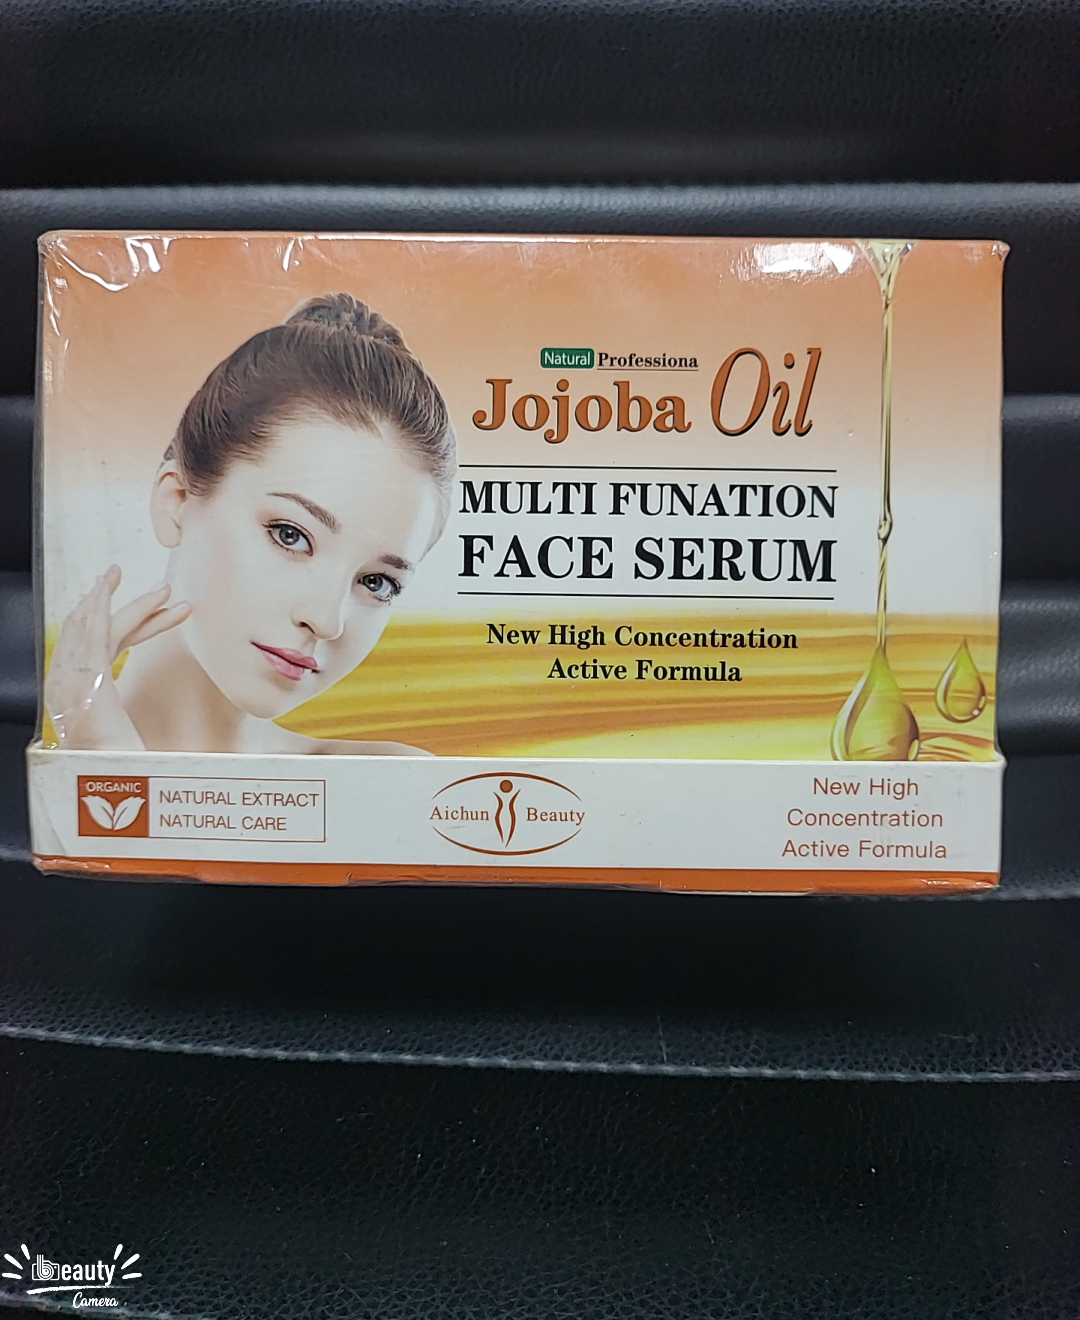 Natural Professiona
Jojoba Oil
MULTI FUNATION
FACE SERUM
New High Concentration
Active Formula
ORGANIC
NATURAL EXTRACT
NATURAL CARE
Aichun Beauty
New High
Concentration
Active Formula
beauty
Camera